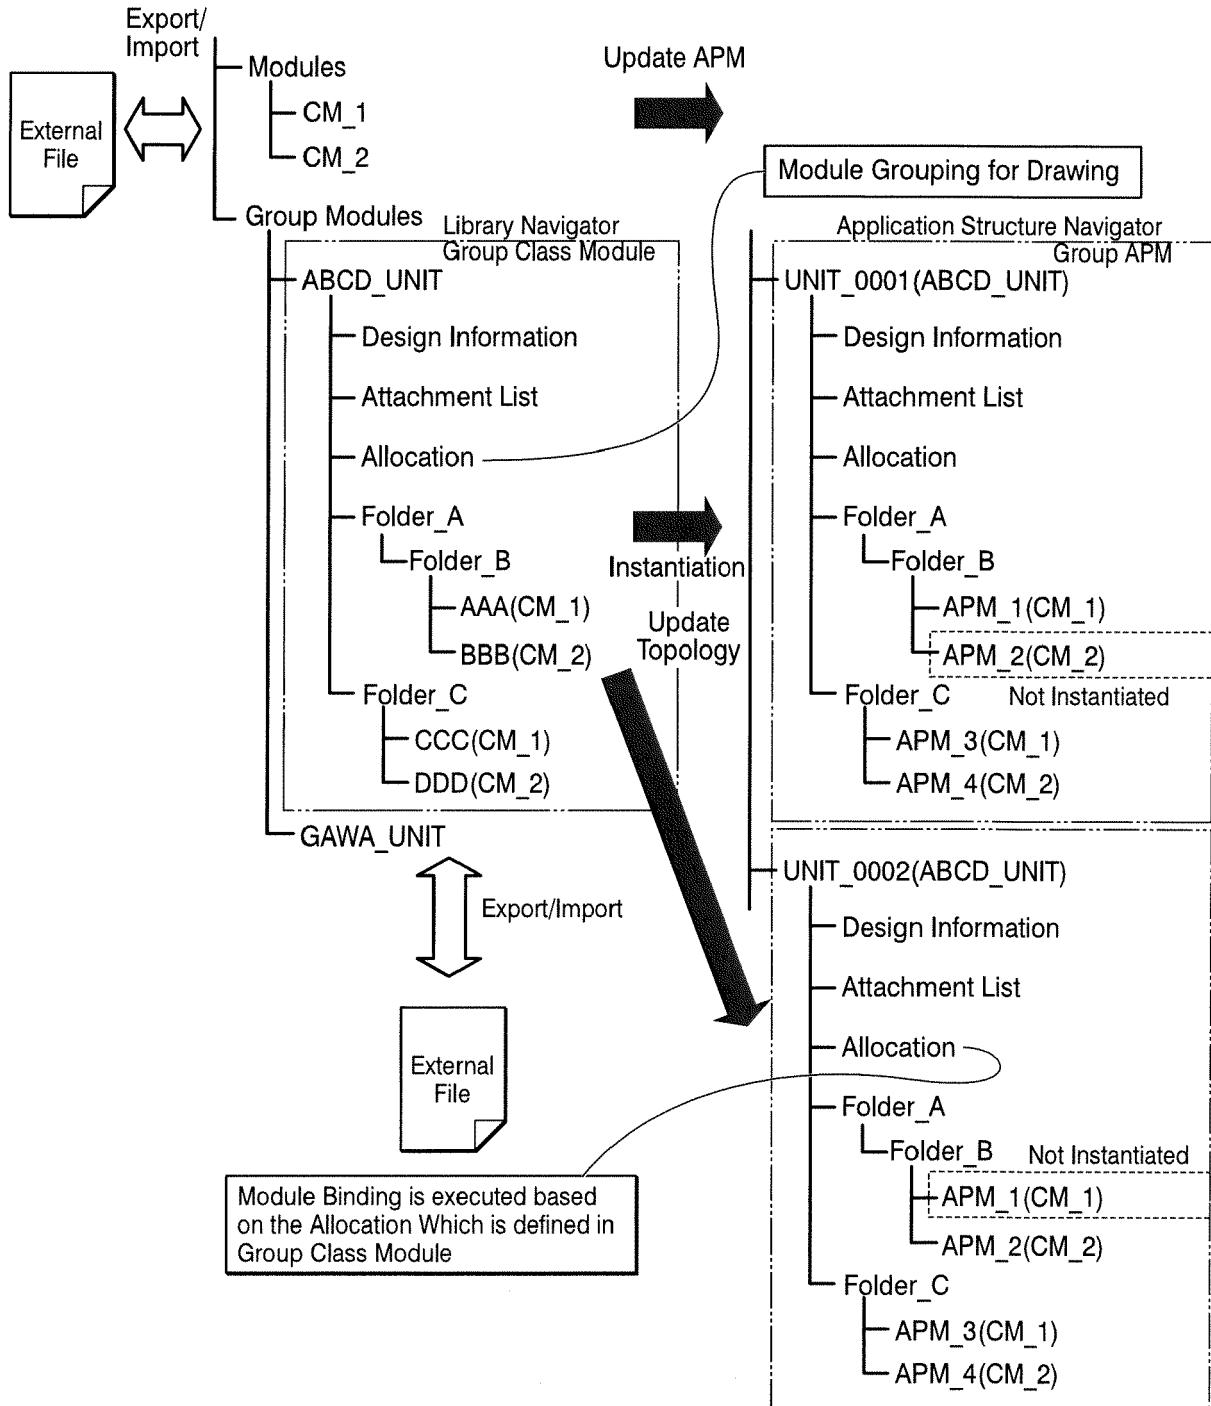 Export/
Import
Modules
CM_1
CM_2
External
File
Update APM
Module Grouping for Drawing
Group Modules
Library Navigator
Group Class Module
ABCD_UNIT
Design Information
Attachment List
Allocation
Folder_A
Folder_B
AAA(CM_1)
BBB(CM_2)
Folder_C
CCC(CM_1)
DDD(CM_2)
GAWA_UNIT
Export/Import
External
File
Instantiation
Update
Topology
Application Structure Navigator
Group APM
UNIT_0001(ABCD_UNIT)
Design Information
Attachment List
Allocation
Folder_A
Folder_B
APM_1(CM_1)
APM_2(CM_2)
Not Instantiated
Folder_C
APM_3(CM_1)
APM_4(CM_2)
UNIT_0002(ABCD_UNIT)
Design Information
Attachment List
Allocation
Folder_A
Folder_B
Not Instantiated
APM_1(CM_1)
APM_2(CM_2)
Folder_C
APM_3(CM_1)
APM_4(CM_2)
Module Binding is executed based
on the Allocation Which is defined in
Group Class Module